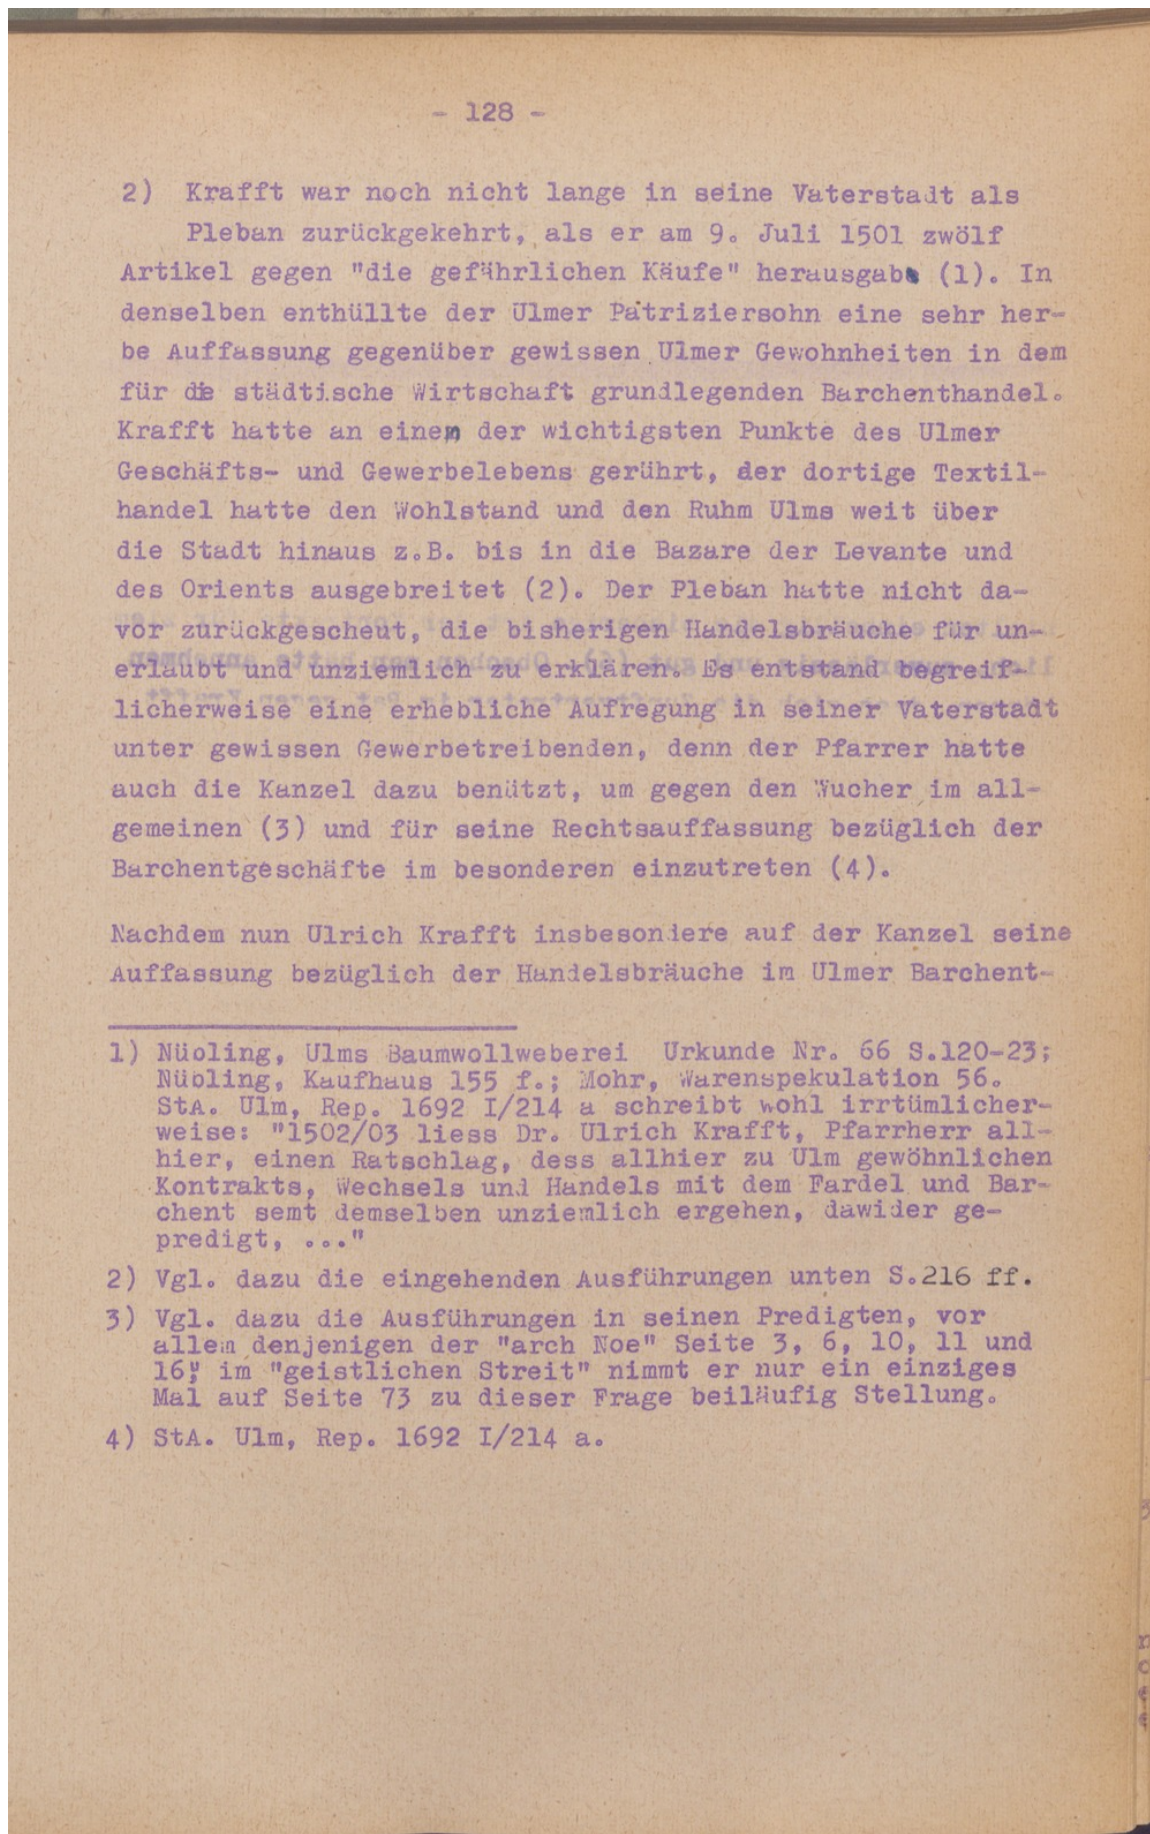 - 128 -
2) Krafft war noch nicht lange in seine Vaterstadt als
Pleban zurückgekehrt, als er am 9. Juli 1501 zwölf
Artikel gegen "die gefährlichen Käufe" herausgab (1). In
denselben enthüllte der Ulmer Patriziersohn eine sehr her-
be Auffassung gegenüber gewissen Ulmer Gewohnheiten in dem
für die städtische Wirtschaft grundlegenden Barchenthandel.
Krafft hatte an einen der wichtigsten Punkte des Ulmer
Geschäfts- und Gewerbelebens gerührt, der dortige Textil-
handel hatte den Wohlstand und den Ruhm Ulms weit über
die Stadt hinaus z.B. bis in die Bazare der Levante und
des Orients ausgebreitet (2). Der Pleban hatte nicht da-
vor zurückgescheut, die bisherigen Handelsbräuche für un-
erlaubt und unziemlich zu erklären. Es entstand begreif-
licherweise eine erhebliche Aufregung in seiner Vaterstadt
unter gewissen Gewerbetreibenden, denn der Pfarrer hatte
auch die Kanzel dazu benützt, um gegen den Wucher im all-
gemeinen (3) und für seine Rechtsauffassung bezüglich der
Barchentgeschäfte im besonderen einzutreten (4).
Nachdem nun Ulrich Krafft insbesondere auf der Kanzel seine
Auffassung bezüglich der Handelsbräuche im Ulmer Barchent-
1) Nübling, Ulms Baumwollweberei Urkunde Nr. 66 S.120-23;
Nübling, Kaufhaus 155 f.; Mohr, Warenspekulation 56.
StA. Ulm, Rep. 1692 I/214 a schreibt wohl irrtümlicher-
weise: "1502/03 liess Dr. Ulrich Krafft, Pfarrherr all-
hier, einen Ratschlag, dess allhier zu Ulm gewöhnlichen
Kontrakts, Wechsels und Handels mit dem Fardel und Bar-
chent semt demselben unziemlich ergehen, dawider ge-
predigt, ..."
2) Vgl. dazu die eingehenden Ausführungen unten S.216 ff.
3) Vgl. dazu die Ausführungen in seinen Predigten, vor
allem denjenigen der "arch Noe" Seite 3, 6, 10, 11 und
16; im "geistlichen Streit" nimmt er nur ein einziges
Mal auf Seite 73 zu dieser Frage beiläufig Stellung.
4) StA. Ulm, Rep. 1692 I/214 a.